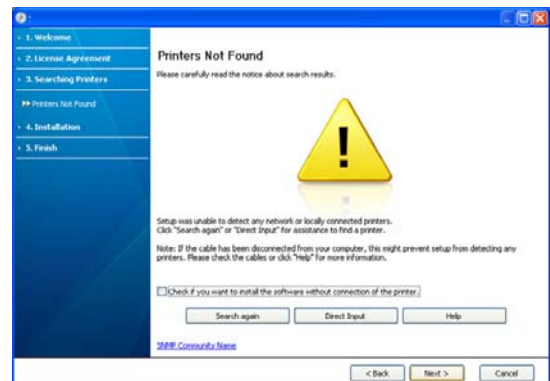 1. Welcome
2. License Agreement
3. Searching Printers
Printers Not Found
4. Installation
5. Finish
Printers Not Found
Please carefully read the notice about search results.
Setup was unable to detect any network or locally connected printers.
Click "Search again" or "Direct Input" for assistance to find a printer.
Note: If the cable has been disconnected from your computer, this might prevent setup from detecting any
printers. Please check the cables or click "Help" for more information.
Check if you want to install the software without connection of the printer.
Search again
Direct Input
Help
SNMP Community Name
< Back
Next >
Cancel